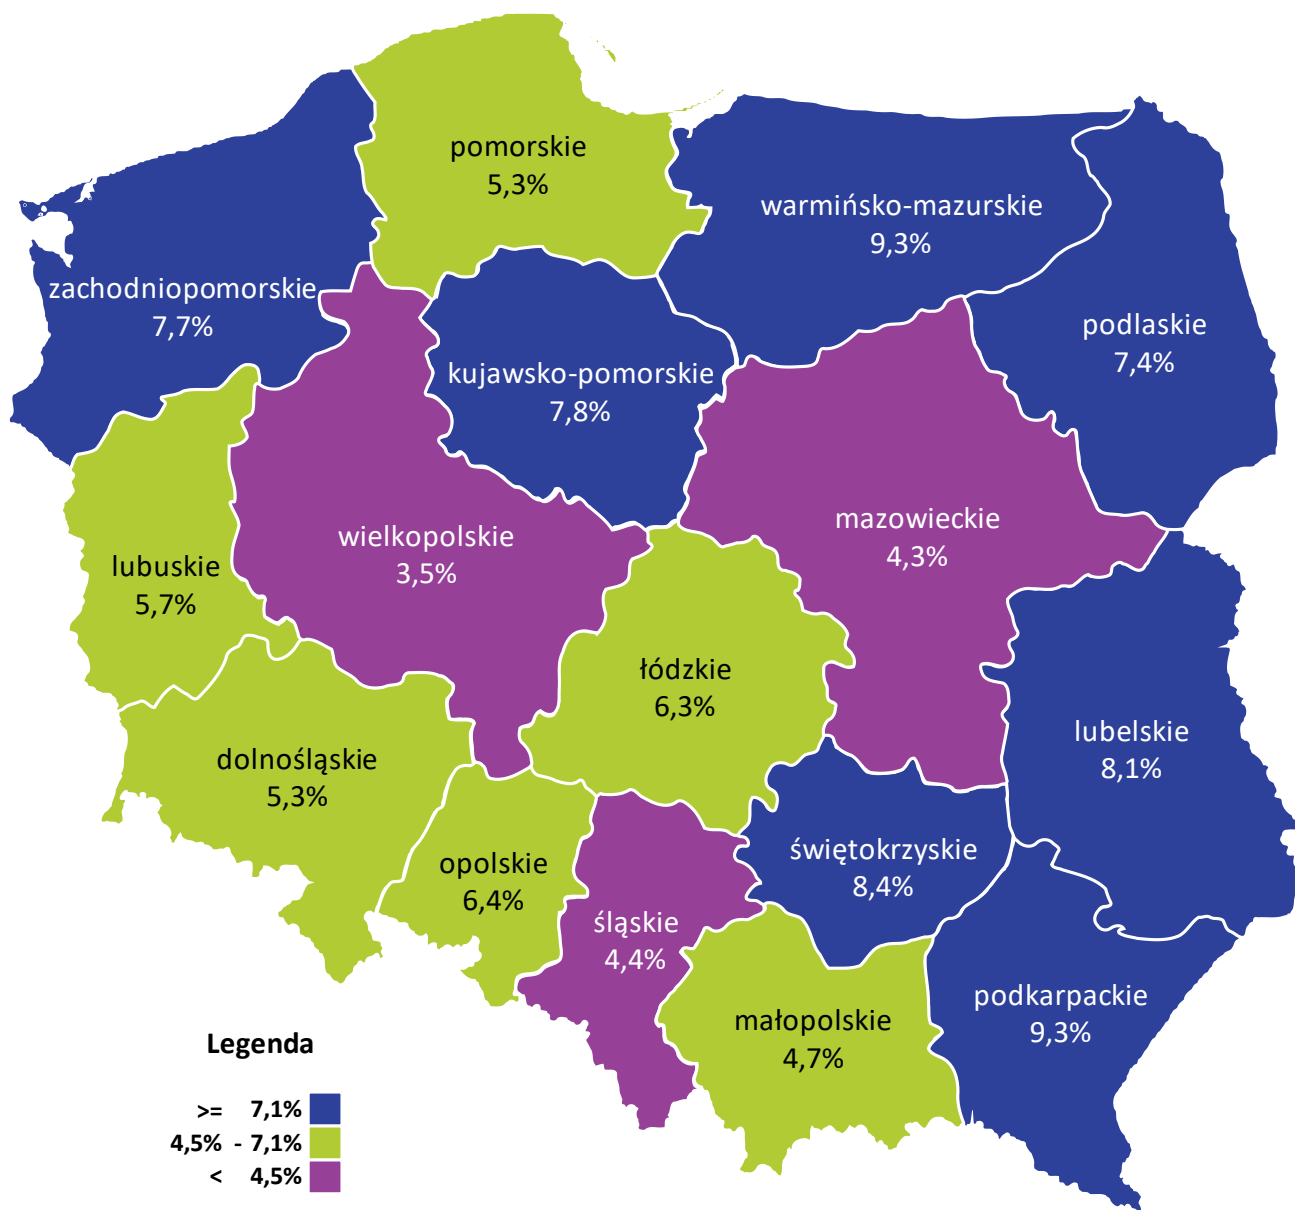 pomorskie
5,3%
warmińsko-mazurskie
9,3%
zachodniopomorskie
7,7%
podlaskie
7,4%
kujawsko-pomorskie
7,8%
mazowieckie
4,3%
wielkopolskie
3,5%
lubuskie
5,7%
łódzkie
6,3%
lubelskie
8,1%
dolnośląskie
5,3%
świętokrzyskie
8,4%
opolskie
6,4%
śląskie
4,4%
podkarpackie
9,3%
małopolskie
4,7%
Legenda
>= 7,1%
4,5% - 7,1%
< 4,5%